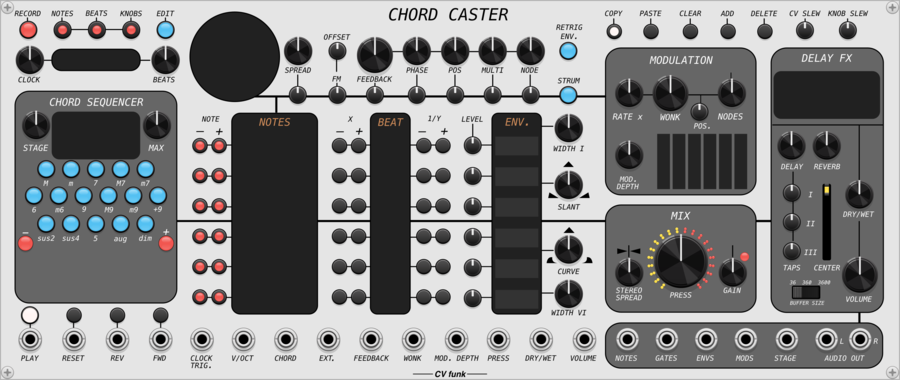 CHORD CASTER
RECORD NOTES BEATS KNOBS EDIT
CLOCK BEATS
SPREAD OFFSET FM FEEDBACK PHASE POS MULTI NODE
RETRIG
ENV.
STRUM
COPY PASTE CLEAR ADD DELETE CV SLEW KNOB SLEW
CHORD SEQUENCER
STAGE MAX
M m 7 M7 m7
6 m6 9 M9 m9 +9
sus2 sus4 5 aug dim
− +
NOTE
− +
NOTES
X
− +
BEAT
1/Y
− +
LEVEL
ENV.
WIDTH I
SLANT
CURVE
WIDTH VI
MODULATION
RATE x WONK POS. NODES
MOD.
DEPTH
MIX
STEREO
SPREAD
PRESS
GAIN
DELAY FX
DELAY REVERB
I
II
III
TAPS CENTER
DRY/WET
36 360 3600
BUFFER SIZE
VOLUME
PLAY RESET REV FWD
CLOCK
TRIG.
V/OCT CHORD EXT. FEEDBACK WONK MOD. DEPTH PRESS DRY/WET VOLUME
NOTES GATES ENVS MODS STAGE AUDIO OUT
L R
CV funk